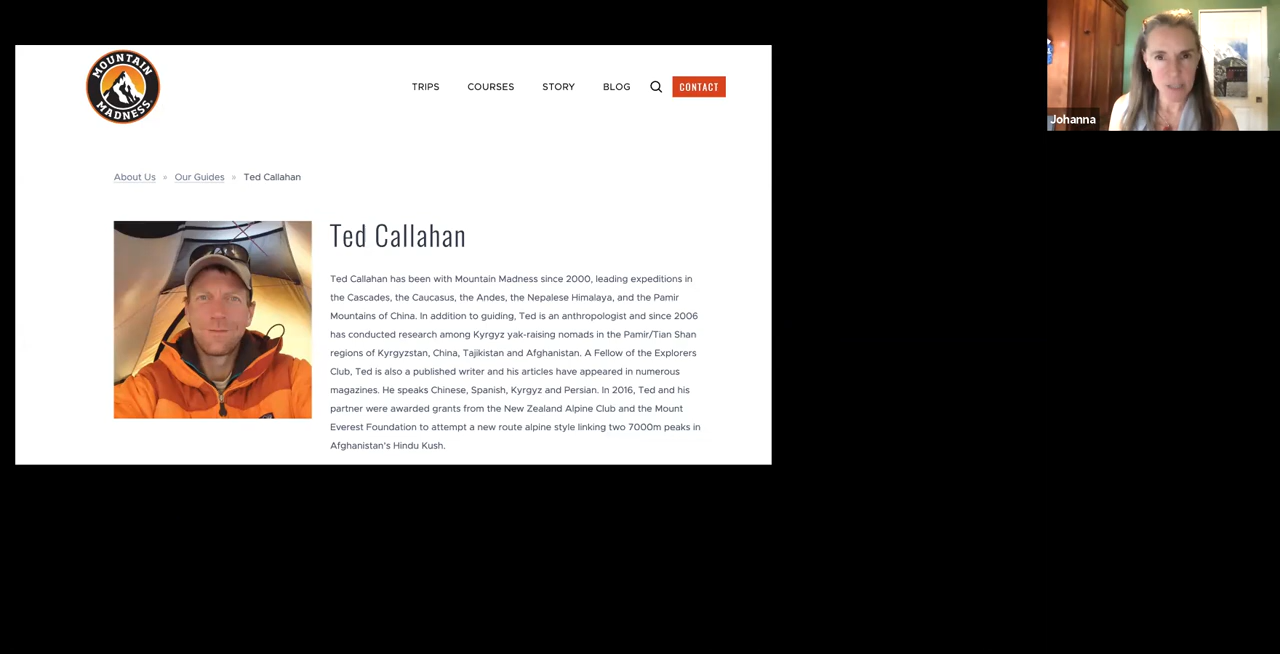 MOUNTAIN
MADNESS.
TRIPS
COURSES
STORY
BLOG
CONTACT
Johanna
About Us » Our Guides » Ted Callahan
Ted Callahan
Ted Callahan has been with Mountain Madness since 2000, leading expeditions in
the Cascades, the Caucasus, the Andes, the Nepalese Himalaya, and the Pamir
Mountains of China. In addition to guiding, Ted is an anthropologist and since 2006
has conducted research among Kyrgyz yak-raising nomads in the Pamir/Tian Shan
regions of Kyrgyzstan, China, Tajikistan and Afghanistan. A Fellow of the Explorers
Club, Ted is also a published writer and his articles have appeared in numerous
magazines. He speaks Chinese, Spanish, Kyrgyz and Persian. In 2016, Ted and his
partner were awarded grants from the New Zealand Alpine Club and the Mount
Everest Foundation to attempt a new route alpine style linking two 7000m peaks in
Afghanistan's Hindu Kush.